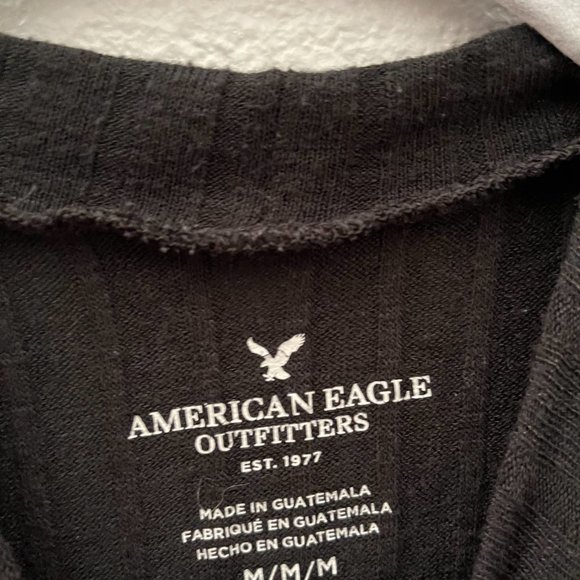 AMERICAN EAGLE
OUTFITTERS
EST. 1977
MADE IN GUATEMALA
FABRIQUÉ EN GUATEMALA
HECHO EN GUATEMALA
M/M/M